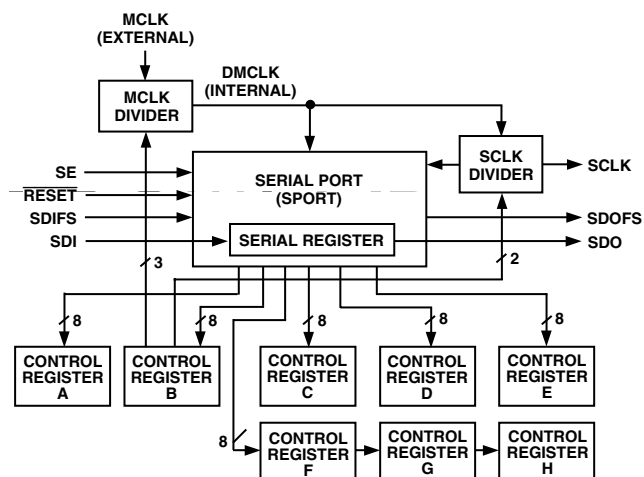 MCLK
(EXTERNAL)
DMCLK
(INTERNAL)
MCLK
DIVIDER
SE
RESET
SDIFS
SDI
SERIAL PORT
(SPORT)
SERIAL REGISTER
SCLK
DIVIDER
SCLK
SDOFS
SDO
3
2
8
8
8
8
8
CONTROL
REGISTER
A
CONTROL
REGISTER
B
CONTROL
REGISTER
C
CONTROL
REGISTER
D
CONTROL
REGISTER
E
8
CONTROL
REGISTER
F
CONTROL
REGISTER
G
CONTROL
REGISTER
H